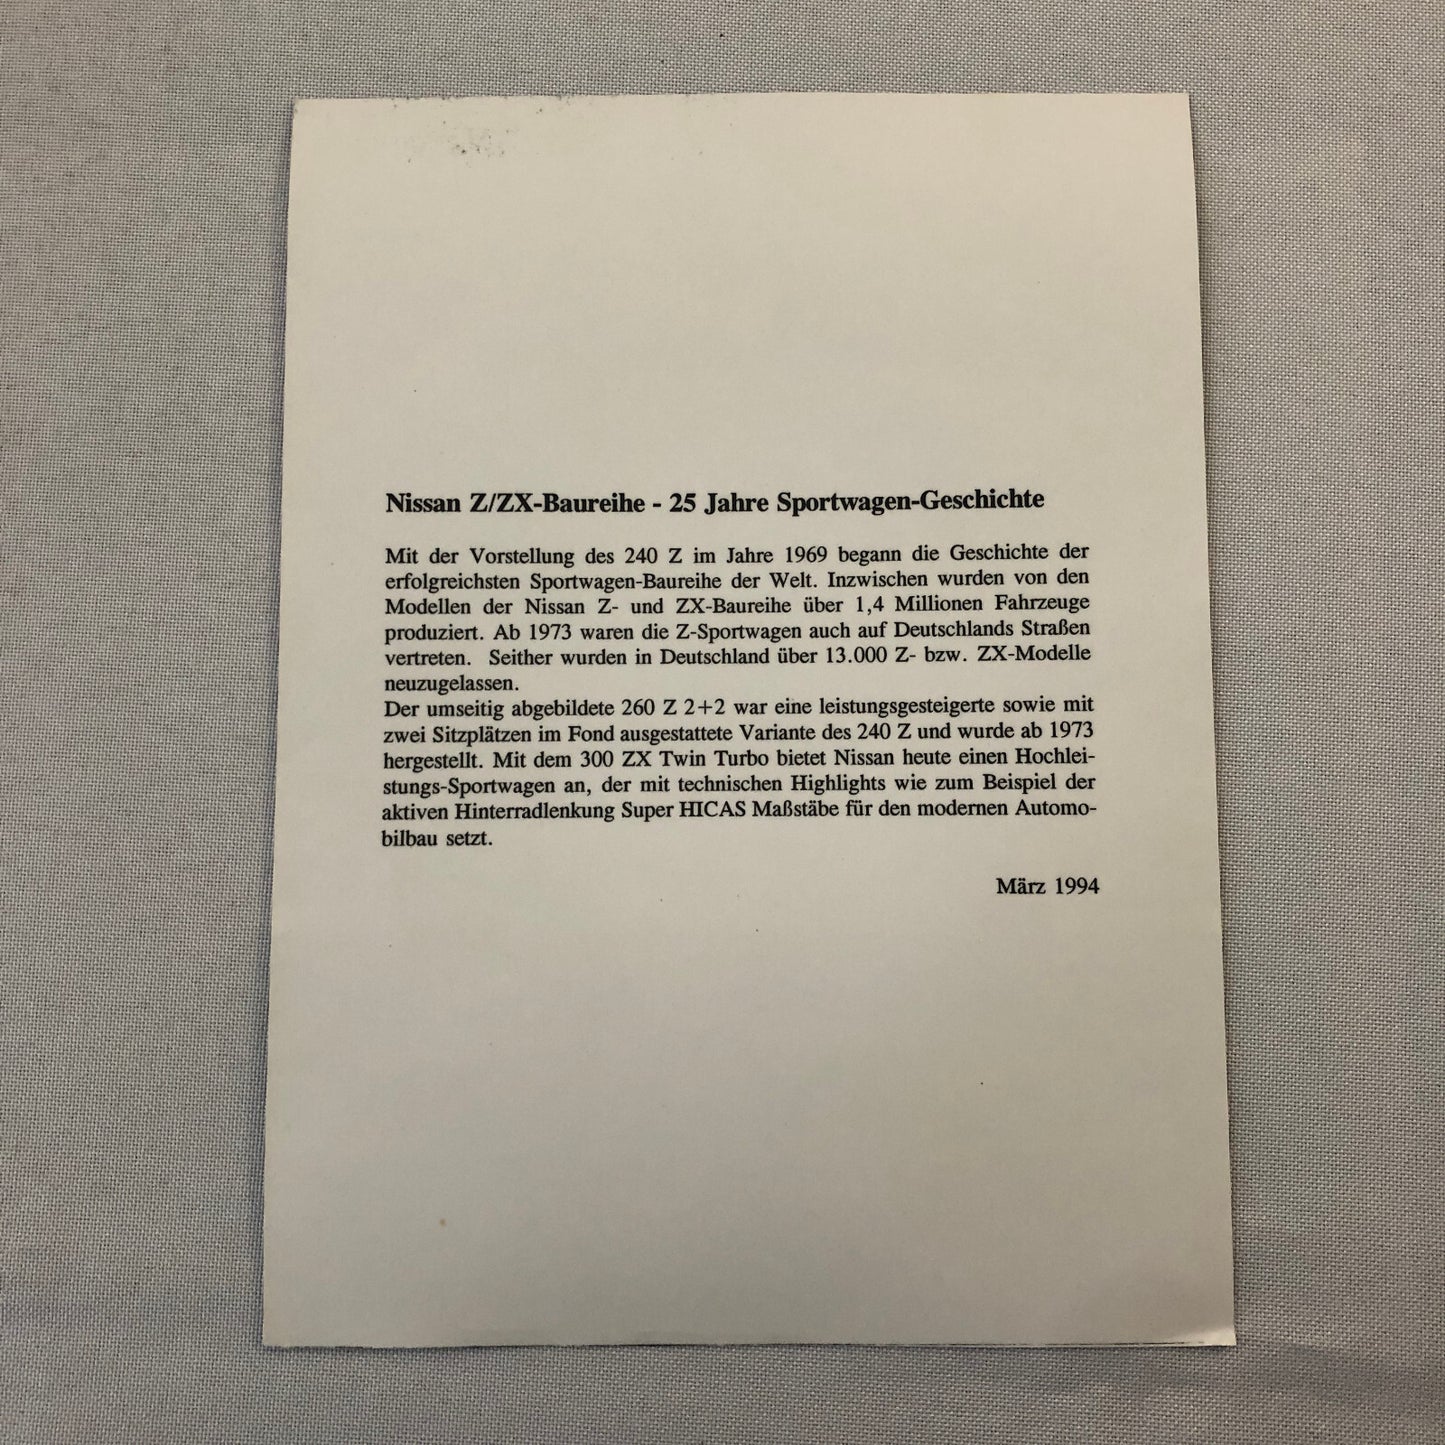 Nissan Z/ZX-Baureihe - 25 Jahre Sportwagen-Geschichte
Mit der Vorstellung des 240 Z im Jahre 1969 begann die Geschichte der
erfolgreichsten Sportwagen-Baureihe der Welt. Inzwischen wurden von den
Modellen der Nissan Z- und ZX-Baureihe über 1,4 Millionen Fahrzeuge
produziert. Ab 1973 waren die Z-Sportwagen auch auf Deutschlands Straßen
vertreten. Seither wurden in Deutschland über 13.000 Z- bzw. ZX-Modelle
neuzugelassen.
Der umseitig abgebildete 260 Z 2+2 war eine leistungsgesteigerte sowie mit
zwei Sitzplätzen im Fond ausgestattete Variante des 240 Z und wurde ab 1973
hergestellt. Mit dem 300 ZX Twin Turbo bietet Nissan heute einen Hochlei-
stungs-Sportwagen an, der mit technischen Highlights wie zum Beispiel der
aktiven Hinterradlenkung Super HICAS Maßstäbe für den modernen Automo-
bilbau setzt.
März 1994